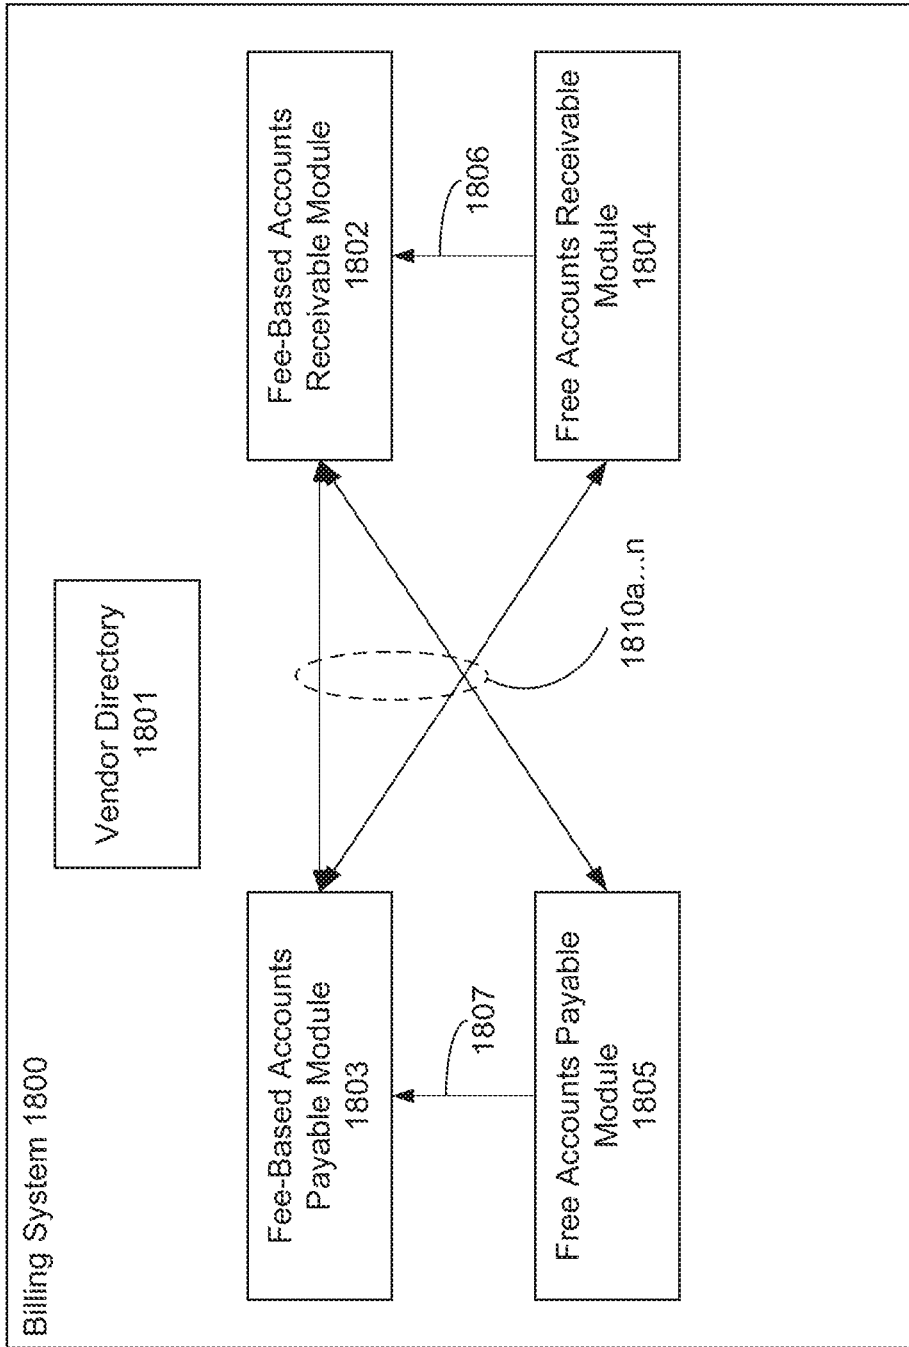 Billing System 1800
Vendor Directory
1801
Fee-Based Accounts
Payable Module
1803
Fee-Based Accounts
Receivable Module
1802
1807
1806
1810a...n
Free Accounts Payable
Module
1805
Free Accounts Receivable
Module
1804